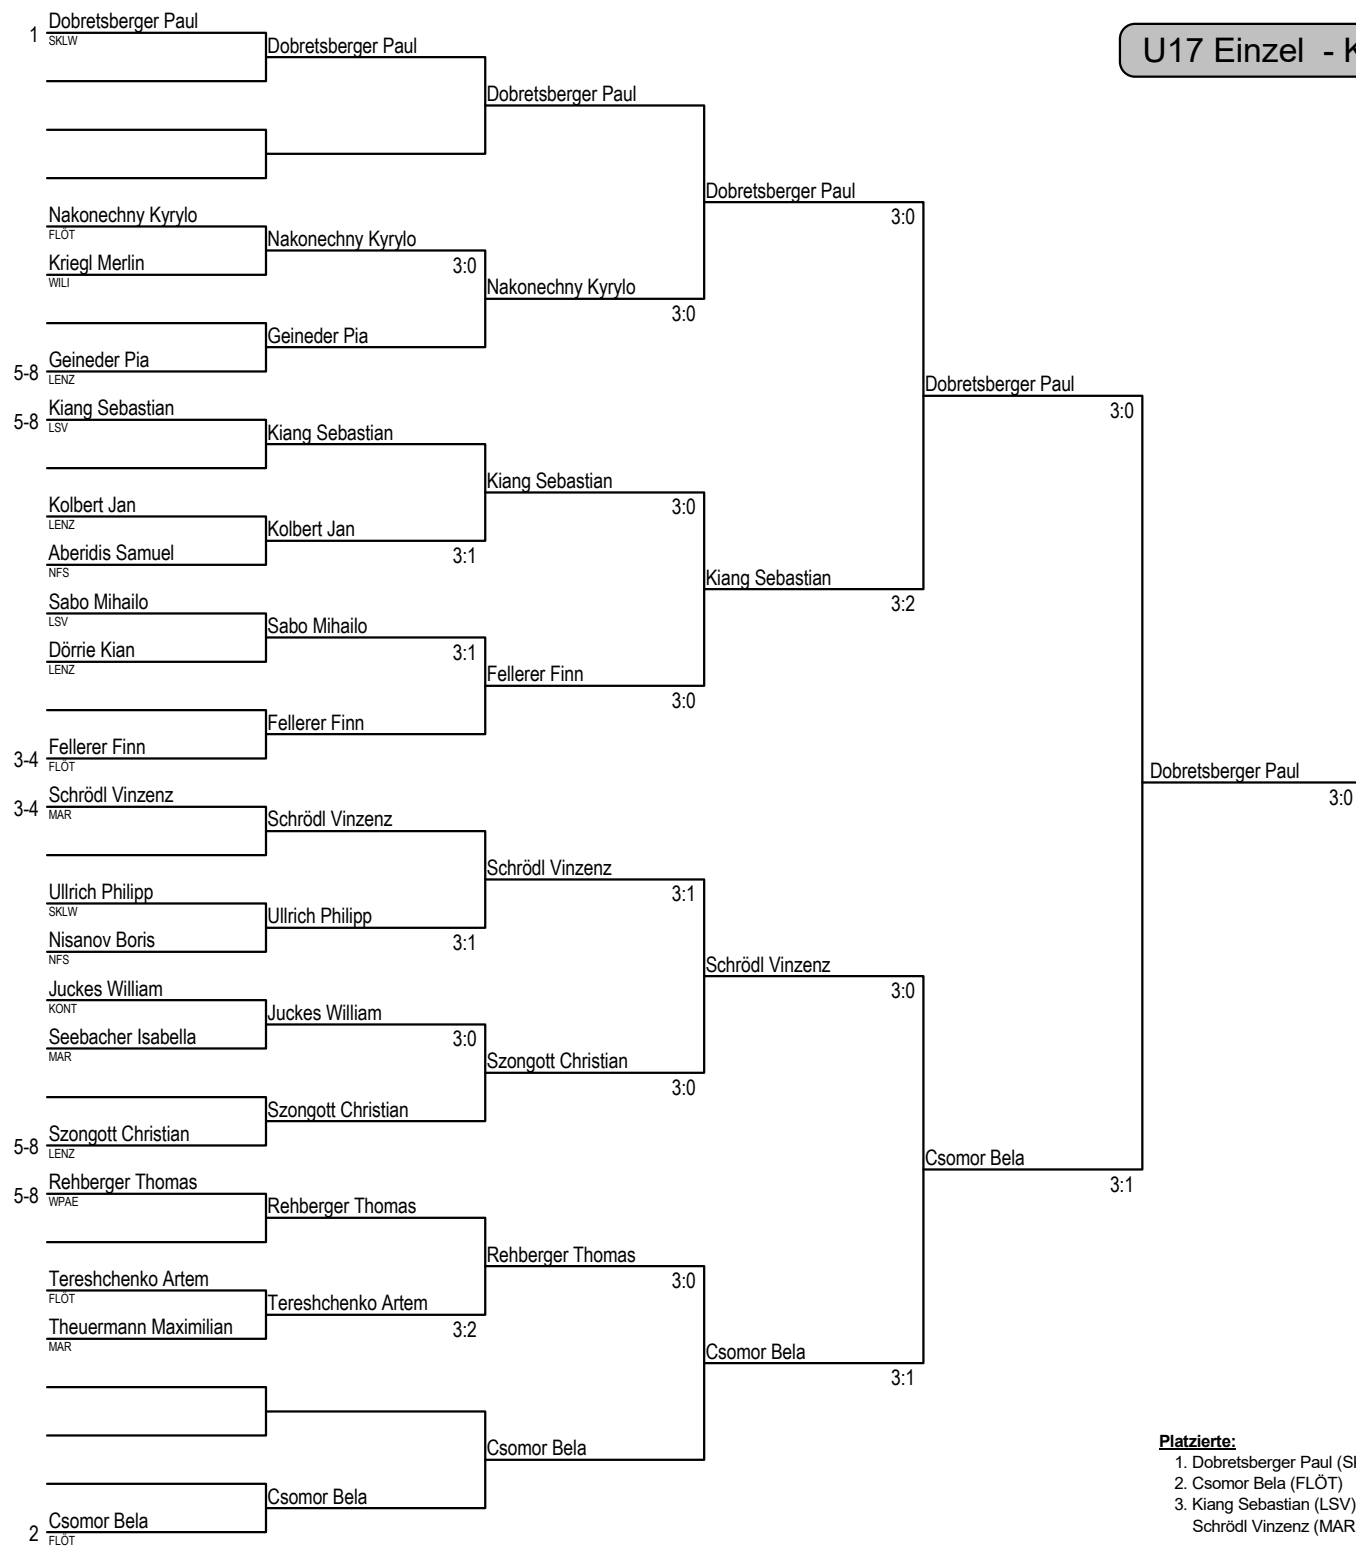 U17 Einzel - K
1 Dobretsberger Paul
SKLW
Nakonechny Kyrylo
FLÖT
Kriegl Merlin
WILI
5-8 Geineder Pia
LENZ
5-8 Kiang Sebastian
LSV
Kolbert Jan
LENZ
Aberidis Samuel
NFS
Sabo Mihailo
LSV
Dörrie Kian
LENZ
3-4 Fellerer Finn
FLÖT
3-4 Schrödl Vinzenz
MAR
Ullrich Philipp
SKLW
Nisanov Boris
NFS
Juckes William
KONT
Seebacher Isabella
MAR
5-8 Szongott Christian
LENZ
5-8 Rehberger Thomas
WPAE
Tereshchenko Artem
FLÖT
Theuermann Maximilian
MAR
2 Csomor Bela
FLÖT
Dobretsberger Paul
Nakonechny Kyrylo
3:0
Geineder Pia
Kiang Sebastian
Kolbert Jan
3:1
Sabo Mihailo
3:1
Fellerer Finn
Schrödl Vinzenz
Ullrich Philipp
3:1
Juckes William
3:0
Szongott Christian
Rehberger Thomas
Tereshchenko Artem
3:2
Csomor Bela
Dobretsberger Paul
Nakonechny Kyrylo
3:0
Kiang Sebastian
3:0
Fellerer Finn
3:0
Schrödl Vinzenz
3:1
Szongott Christian
3:0
Rehberger Thomas
3:0
Csomor Bela
Dobretsberger Paul
3:0
Kiang Sebastian
3:2
Schrödl Vinzenz
3:0
Csomor Bela
3:1
Dobretsberger Paul
3:0
Csomor Bela
3:1
Dobretsberger Paul
3:0
Platzierte:
1. Dobretsberger Paul (S
2. Csomor Bela (FLÖT)
3. Kiang Sebastian (LSV)
Schrödl Vinzenz (MAR